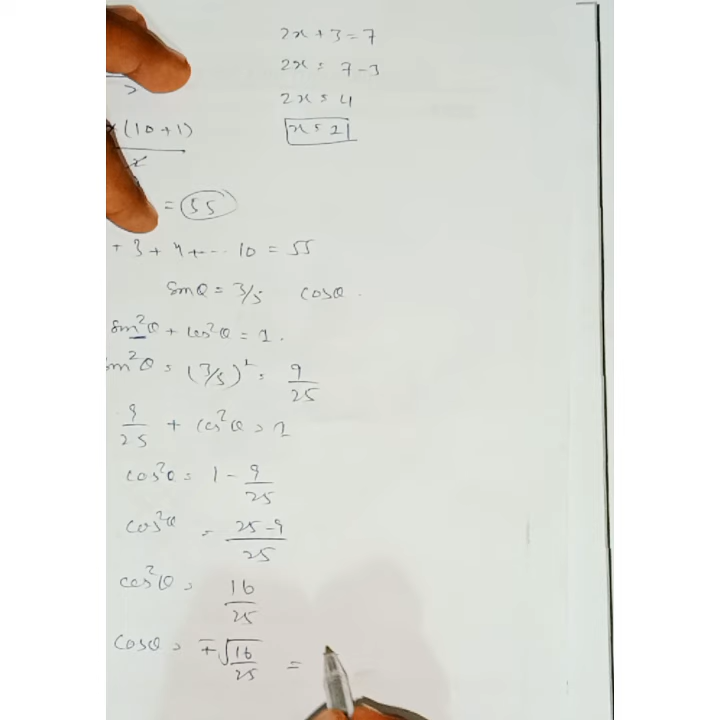 2x + 3 = 7
2x = 7 - 3
2x = 4
x = 2
(10 + 1)
x
= 55
+ 3 + 4 + ... 10 = 55
Sinθ = 3/5 Cosθ.
Sin²θ + Cos²θ = 1.
in²θ = (3/5)² = 9/25
9/25 + Cos²θ = 1
Cos²θ = 1 - 9/25
Cos²θ = 25-9/25
Cos²θ = 16/25
Cosθ = ∓√16/25 =